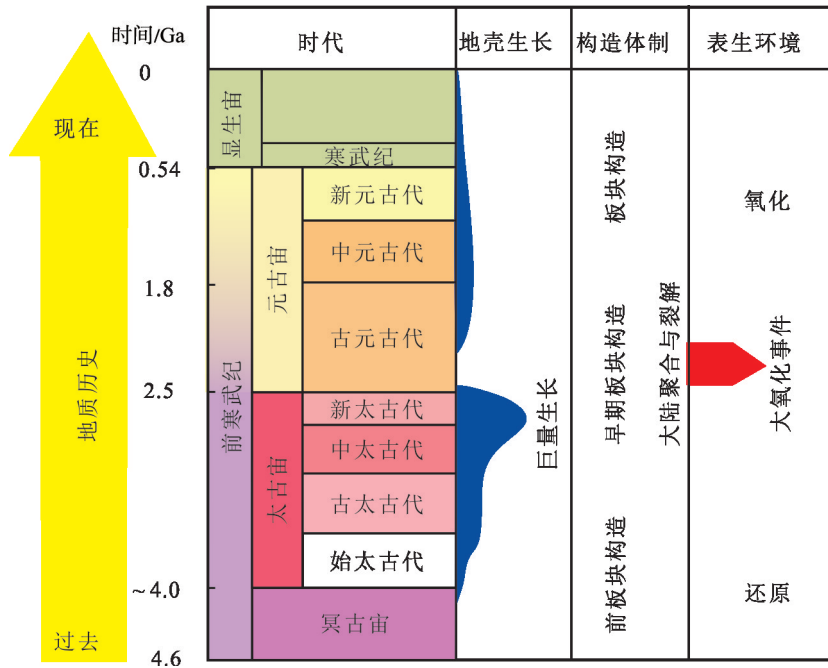 时间/Ga
时代
地壳生长
构造体制
表生环境
0
现在
显生宙
寒武纪
0.54
新元古代
板块构造
氧化
元古宙
中元古代
1.8
古元古代
早期板块构造
大陆聚合与裂解
大氧化事件
地质历史
前寒武纪
2.5
新太古代
巨量生长
中太古代
太古宙
古太古代
始太古代
前板块构造
~4.0
还原
冥古宙
过去
4.6